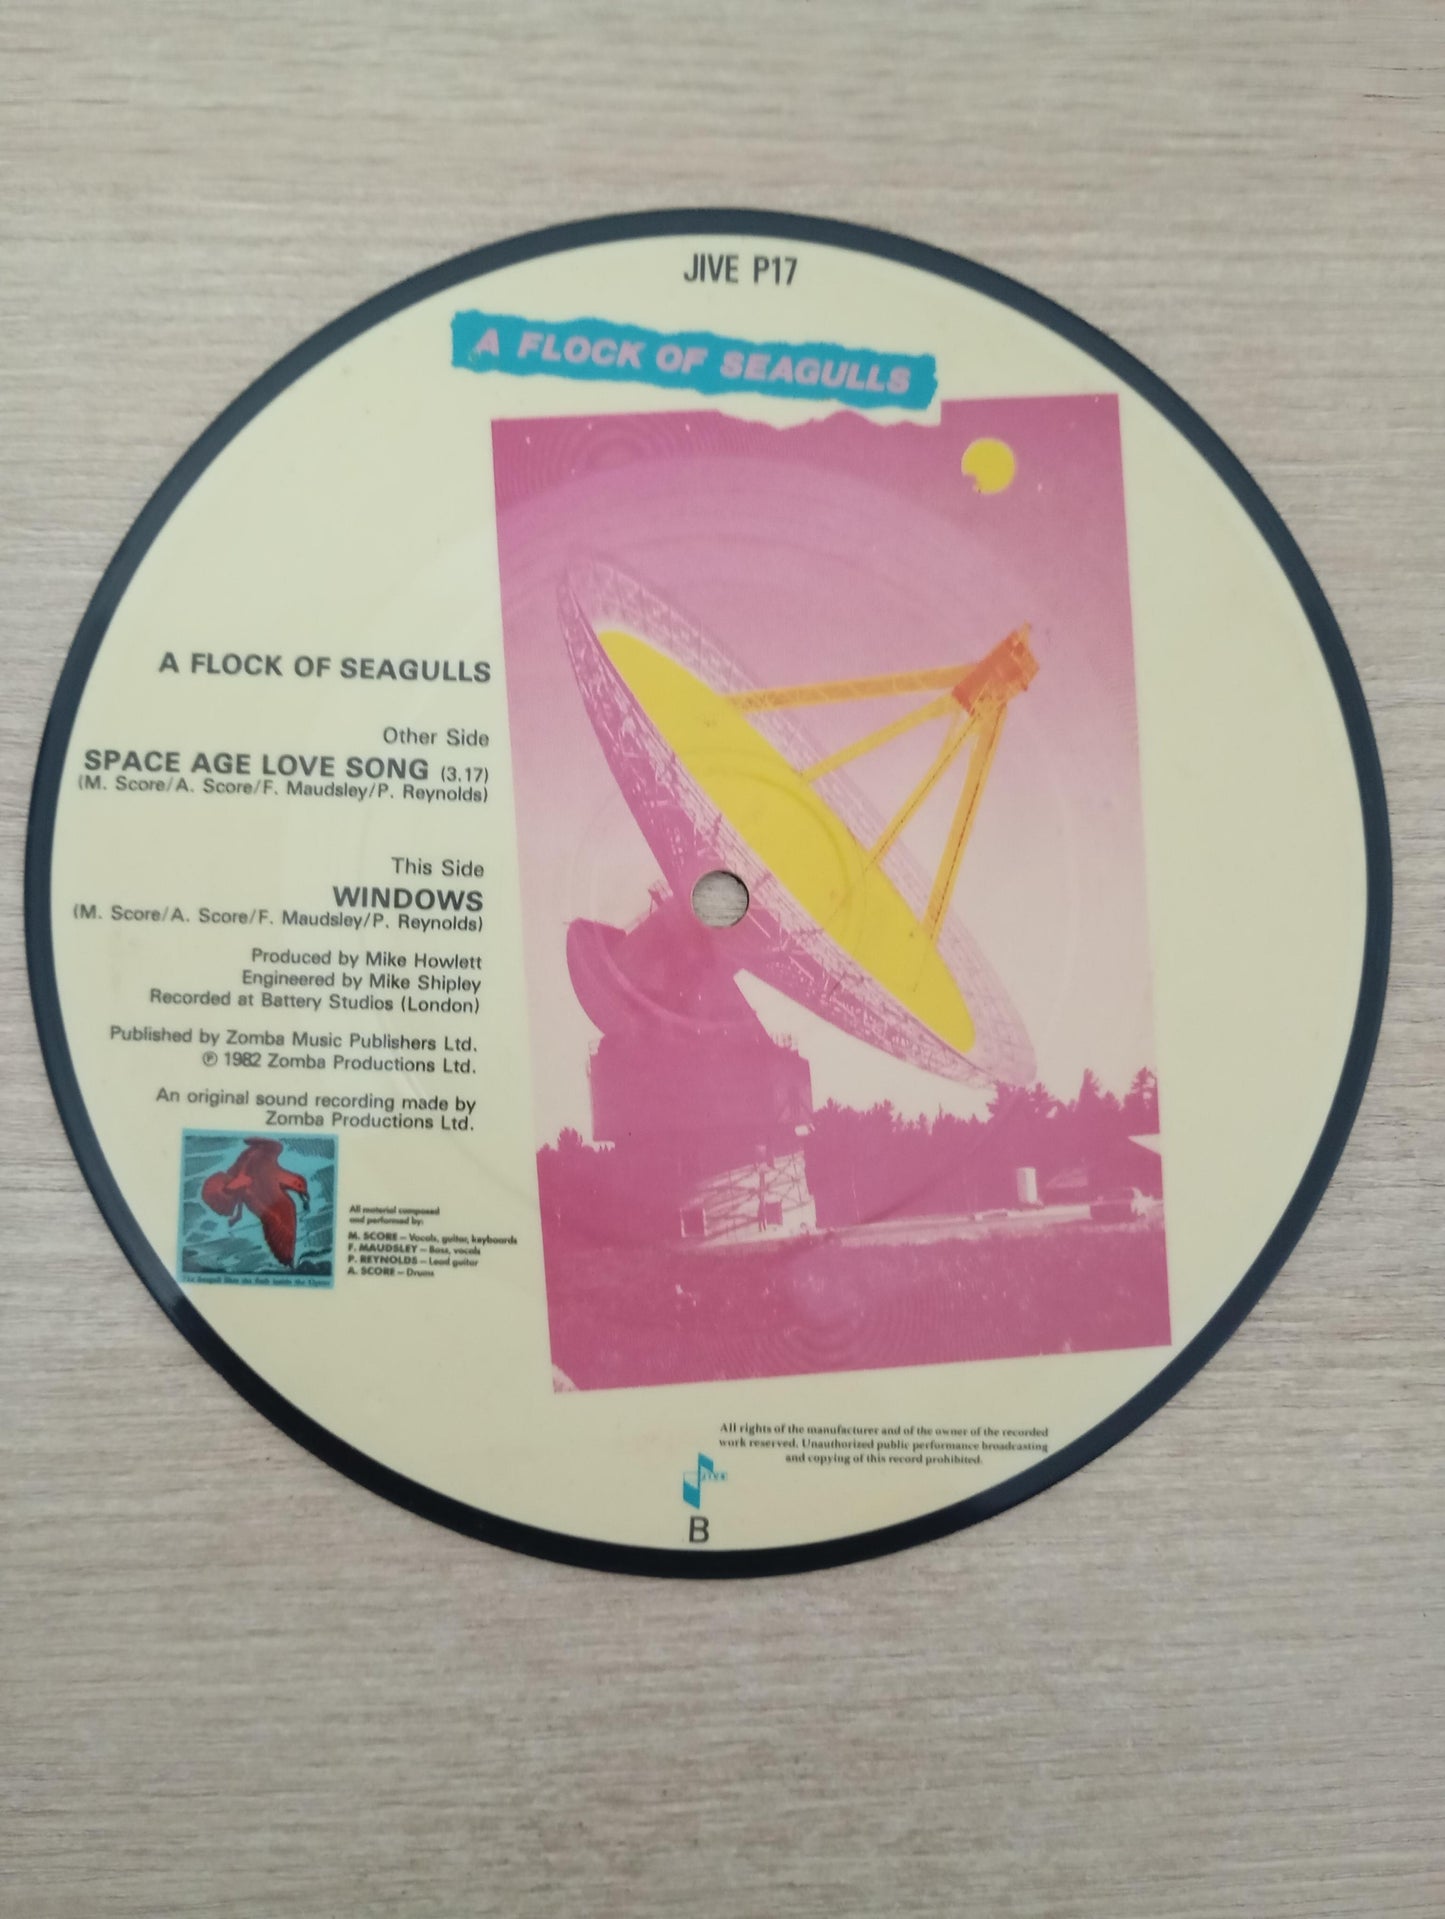 JIVE P17
A FLOCK OF SEAGULLS
A FLOCK OF SEAGULLS
Other Side
SPACE AGE LOVE SONG (3.17)
(M. Score/A. Score/F. Maudsley/P. Reynolds)
This Side
WINDOWS
(M. Score/A. Score/F. Maudsley/P. Reynolds)
Produced by Mike Howlett
Engineered by Mike Shipley
Recorded at Battery Studios (London)
Published by Zomba Music Publishers Ltd.
℗ 1982 Zomba Productions Ltd.
An original sound recording made by
Zomba Productions Ltd.
All material composed
and performed by:
M. SCORE – Vocals, guitar, keyboards
F. MAUDSLEY – Bass, vocals
P. REYNOLDS – Lead guitar
A. SCORE – Drums
All rights of the manufacturer and of the owner of the recorded
work reserved. Unauthorized public performance broadcasting
and copying of this record prohibited.
JIVE
B